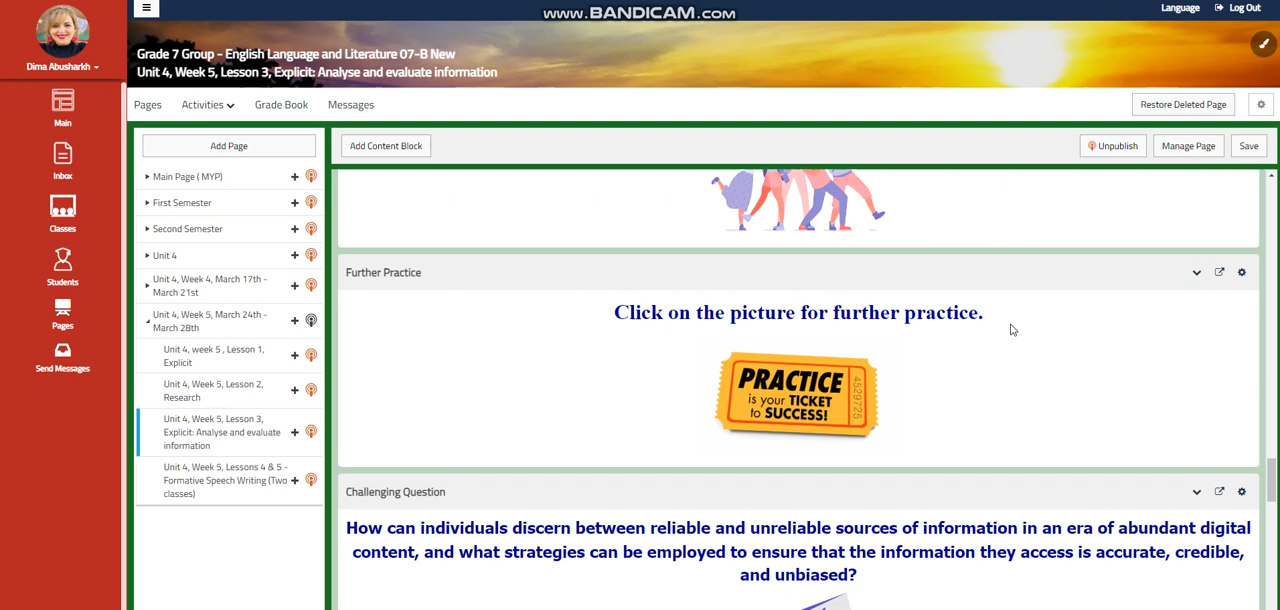 www.BANDICAM.com
Language
Log Out
Dima Abusharkh
Grade 7 Group - English Language and Literature 07-B New
Unit 4, Week 5, Lesson 3, Explicit: Analyse and evaluate information
Pages
Activities
Grade Book
Messages
Restore Deleted Page
Main
Inbox
Classes
Students
Pages
Send Messages
Add Page
Main Page ( MYP)
First Semester
Second Semester
Unit 4
Unit 4, Week 4, March 17th -
March 21st
Unit 4, Week 5, March 24th -
March 28th
Unit 4, week 5 , Lesson 1,
Explicit
Unit 4, Week 5, Lesson 2,
Research
Unit 4, Week 5, Lesson 3,
Explicit: Analyse and evaluate
information
Unit 4, Week 5, Lessons 4 & 5 -
Formative Speech Writing (Two
classes)
Add Content Block
Unpublish
Manage Page
Save
Further Practice
Click on the picture for further practice.
PRACTICE
is your TICKET
to SUCCESS!
4529725
Challenging Question
How can individuals discern between reliable and unreliable sources of information in an era of abundant digital
content, and what strategies can be employed to ensure that the information they access is accurate, credible,
and unbiased?